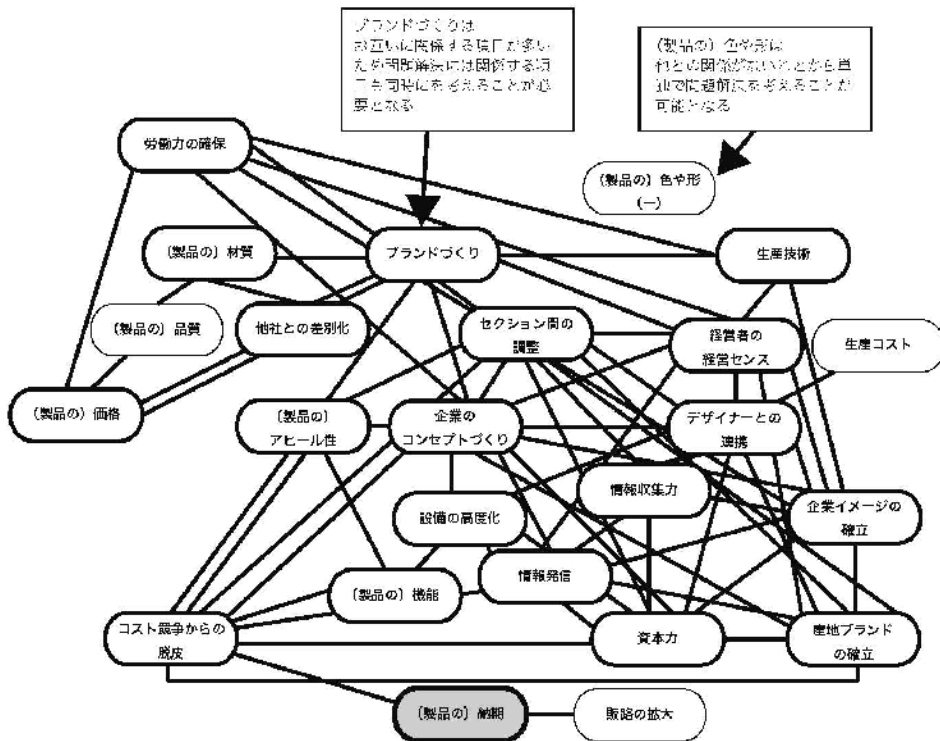 ブランドづくりは
お互いに関係する項目が多い
ため問題解決には関係する項
目も同時にを考えることが必
要となる
(製品の)色や形は
他との関係がないことから単
独で問題解決を考えることが
可能となる
労働力の確保
(製品の)色や形
(一)
(製品の)材質
ブランドづくり
生産技術
(製品の)品質
他社との差別化
セクション間の
調整
経営者の
経営センス
生産コスト
(製品の)価格
(製品の)
アピール性
企業の
コンセプトづくり
デザイナーとの
連携
情報収集力
設備の高度化
企業イメージの
確立
情報発信
(製品の)機能
コスト競争からの
脱皮
資本力
産地ブランド
の確立
(製品の)納期
販路の拡大